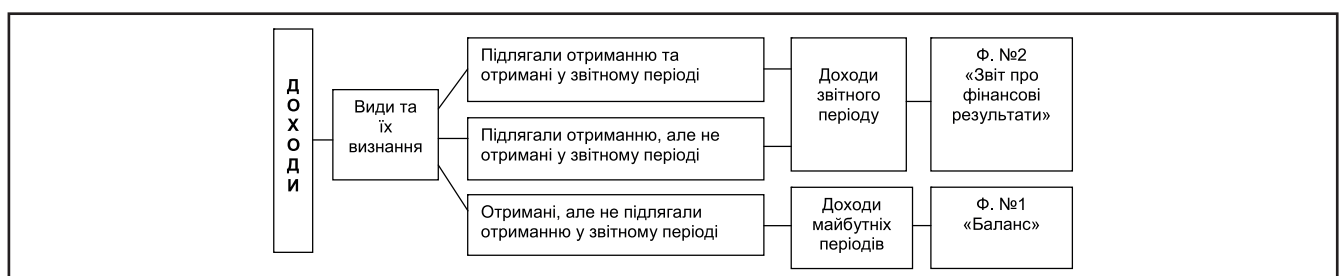 ДОХОДИ
Види та
їх
визнання
Підлягали отриманню та
отримані у звітному періоді
Підлягали отриманню, але не
отримані у звітному періоді
Отримані, але не підлягали
отриманню у звітному періоді
Доходи
звітного
періоду
Доходи
майбутніх
періодів
Ф. №2
«Звіт про
фінансові
результати»
Ф. №1
«Баланс»